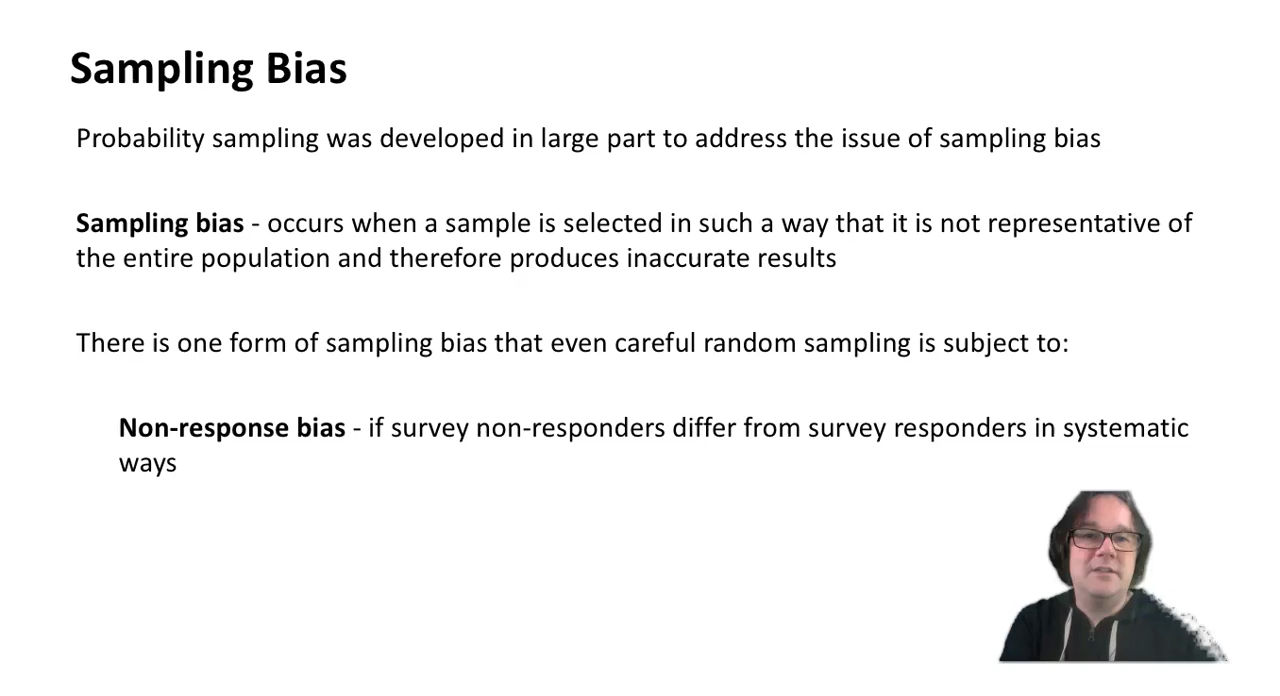 Sampling Bias
Probability sampling was developed in large part to address the issue of sampling bias
Sampling bias - occurs when a sample is selected in such a way that it is not representative of
the entire population and therefore produces inaccurate results
There is one form of sampling bias that even careful random sampling is subject to:
Non-response bias - if survey non-responders differ from survey responders in systematic
ways